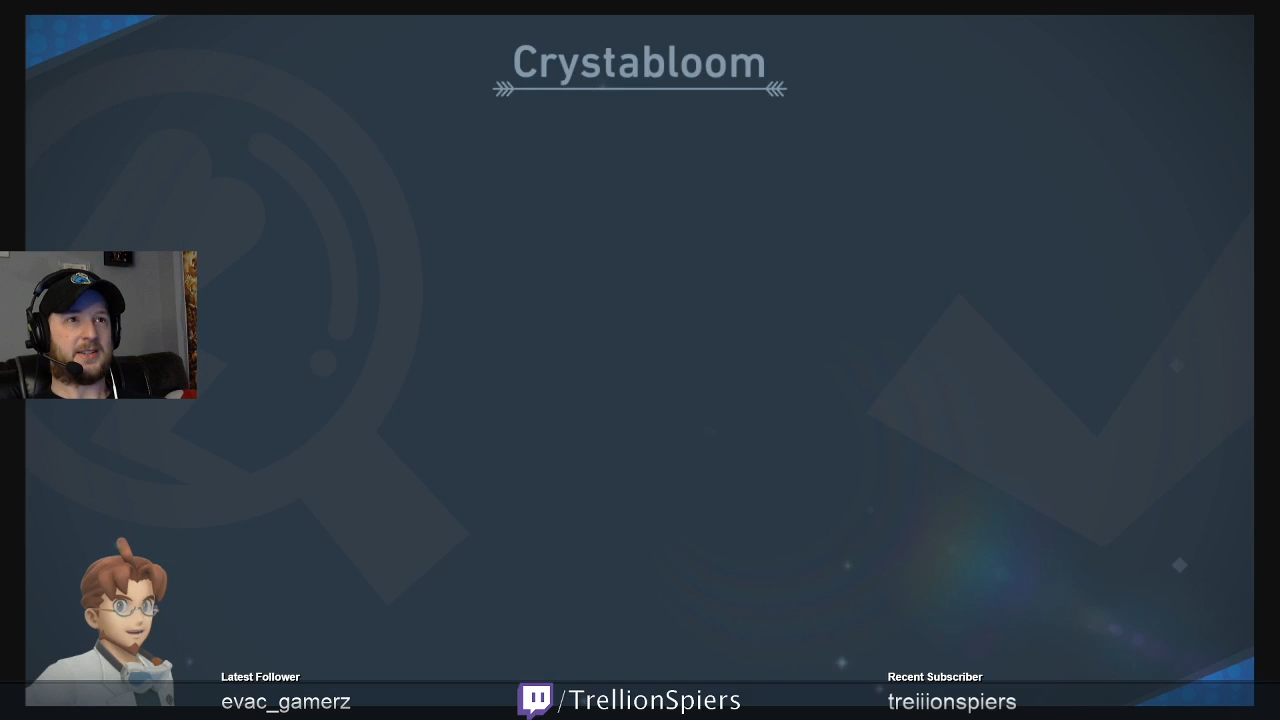 Crystabloom
Latest Follower
evac_gamerz
/TrellionSpiers
Recent Subscriber
treiiionspiers